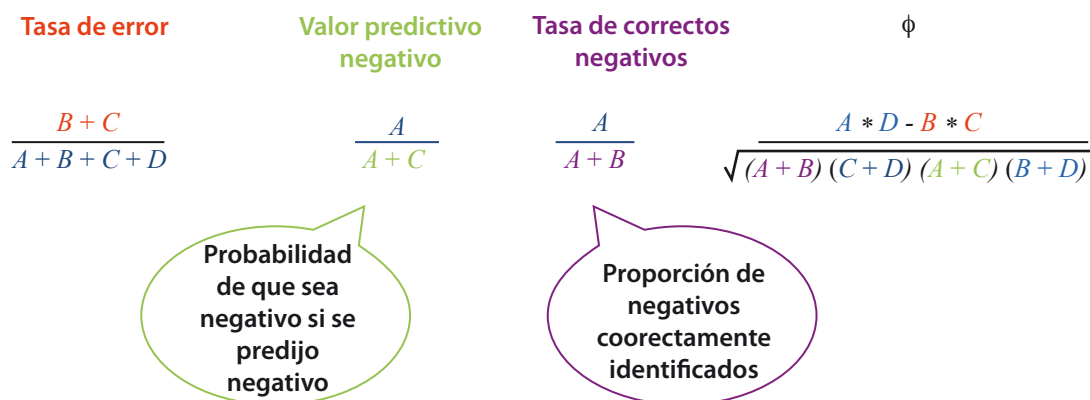 Tasa de error
Valor predictivo
negativo
Tasa de correctos
negativos
ϕ
B + C
A + B + C + D
A
A + C
A
A + B
A * D - B * C
√(A + B) (C + D) (A + C) (B + D)
Probabilidad
de que sea
negativo si se
predijo
negativo
Proporción de
negativos
coorectamente
identificados